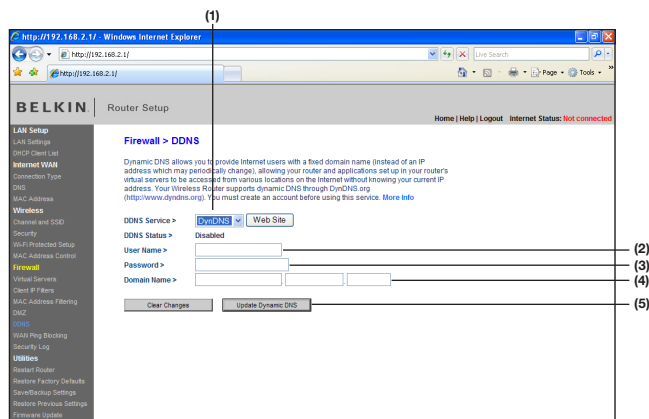 (1)
http://192.168.2.1/ - Windows Internet Explorer
http://192.168.2.1/
Live Search
http://192.168.2.1/
Page
Tools
BELKIN.
Router Setup
Home | Help | Logout Internet Status: Not connected
LAN Setup
LAN Settings
DHCP Client List
Internet WAN
Connection Type
DNS
MAC Address
Wireless
Channel and SSID
Security
Wi-Fi Protected Setup
MAC Address Control
Firewall
Virtual Servers
Client IP Filters
MAC Address Filtering
DMZ
DDNS
WAN Ping Blocking
Security Log
Utilities
Restart Router
Restore Factory Defaults
Save/Backup Settings
Restore Previous Settings
Firmware Update
Firewall > DDNS
Dynamic DNS allows you to provide Internet users with a fixed domain name (instead of an IP
address which may periodically change), allowing your router and applications set up in your router's
virtual servers to be accessed from various locations on the Internet without knowing your current IP
address. Your Wireless Router supports dynamic DNS through DynDNS.org
(http://www.dyndns.org). You must create an account before using this service. More Info
DDNS Service > DynDNS Web Site
DDNS Status > Disabled
User Name > (2)
Password > (3)
Domain Name > . . (4)
Clear Changes Update Dynamic DNS (5)